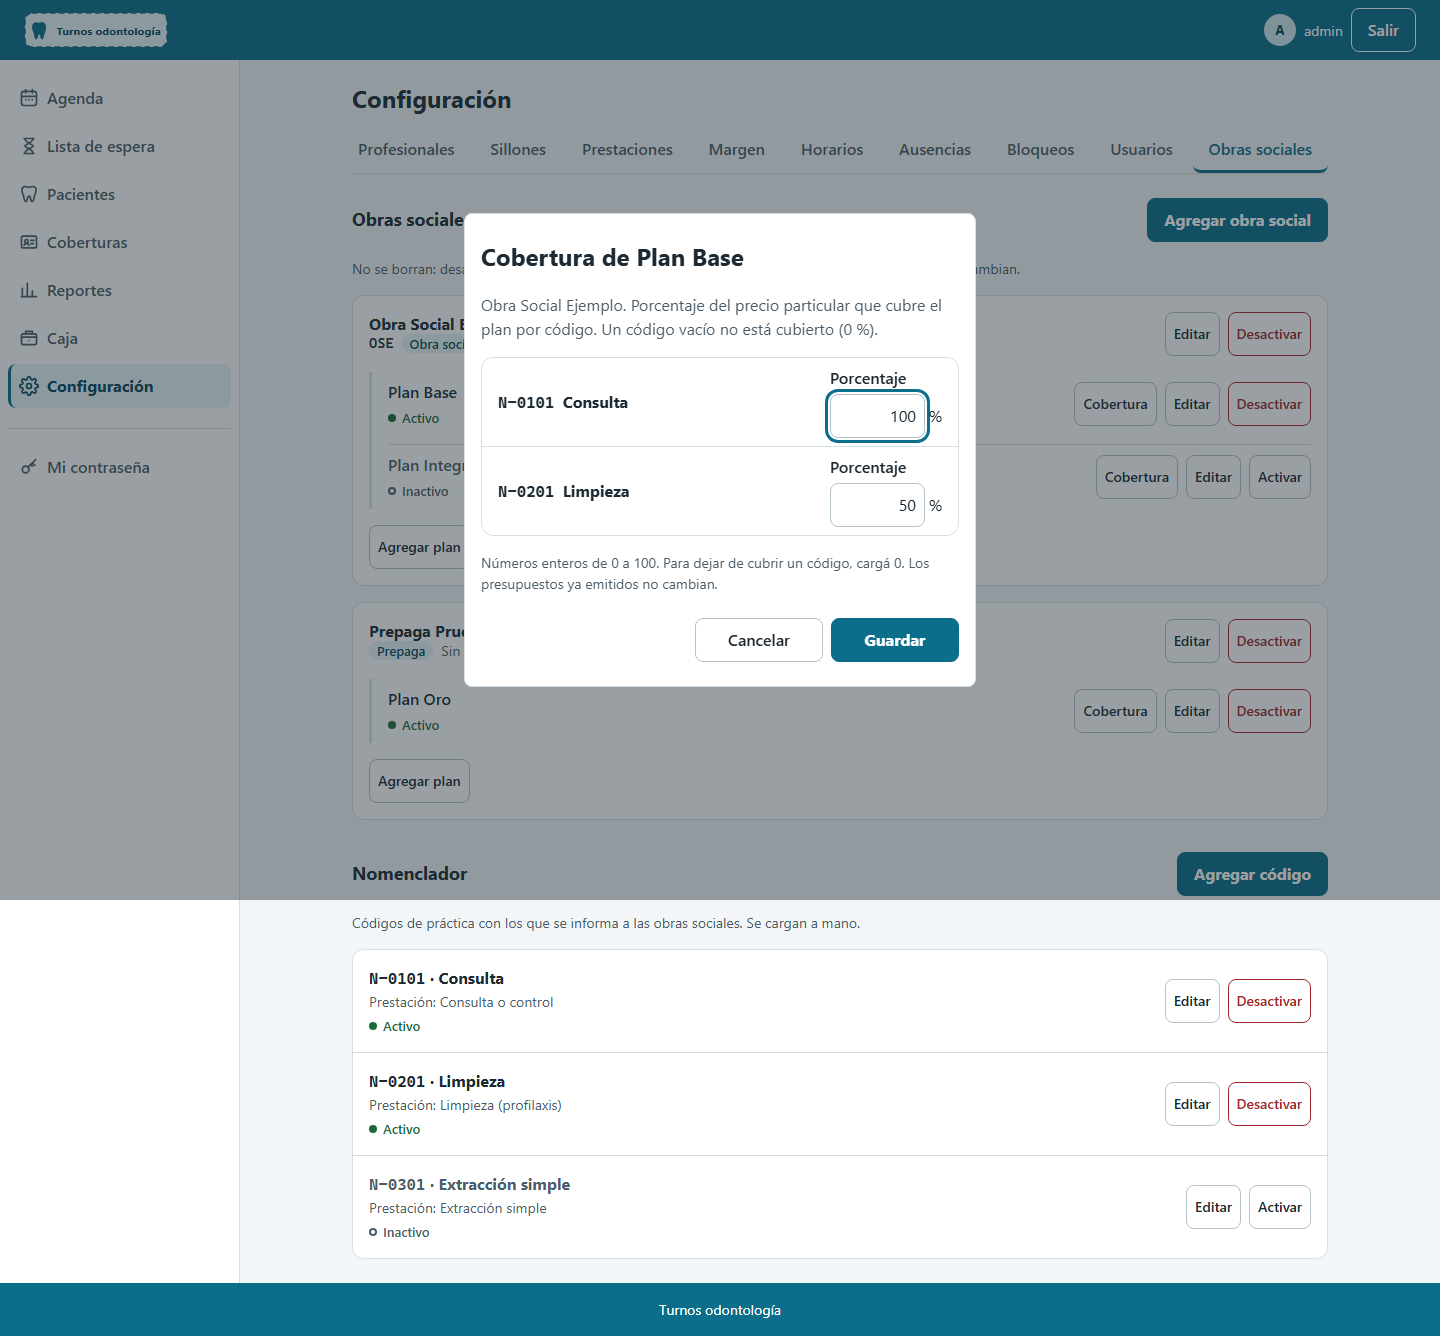 Turnos odontología
A admin Salir
Agenda
Lista de espera
Pacientes
Coberturas
Reportes
Caja
Configuración
Mi contraseña
Configuración
Profesionales Sillones Prestaciones Margen Horarios Ausencias Bloqueos Usuarios Obras sociales
Obras sociale
Agregar obra social
No se borran:
Obra Social
OSE
Editar Desactivar
Plan Base
Activo
Cobertura Editar Desactivar
Plan
Inactivo
Cobertura Editar Activar
Agregar plan
Cobertura de Plan Base
Obra Social Ejemplo. Porcentaje del precio particular que cubre el
plan por código. Un código vacío no está cubierto (0 %).
N-0101 Consulta
Porcentaje
100 %
N-0201 Limpieza
Porcentaje
50 %
Números enteros de 0 a 100. Para dejar de cubrir un código, cargá 0. Los
presupuestos ya emitidos no cambian.
Cancelar Guardar
Prepaga
Prepaga Sin
Editar Desactivar
Plan Oro
Activo
Cobertura Editar Desactivar
Agregar plan
Nomenclador
Agregar código
Códigos de práctica con los que se informa a las obras sociales. Se cargan a mano.
N-0101 · Consulta
Prestación: Consulta o control
Activo
Editar Desactivar
N-0201 · Limpieza
Prestación: Limpieza (profilaxis)
Activo
Editar Desactivar
N-0301 · Extracción simple
Prestación: Extracción simple
Inactivo
Editar Activar
Turnos odontología